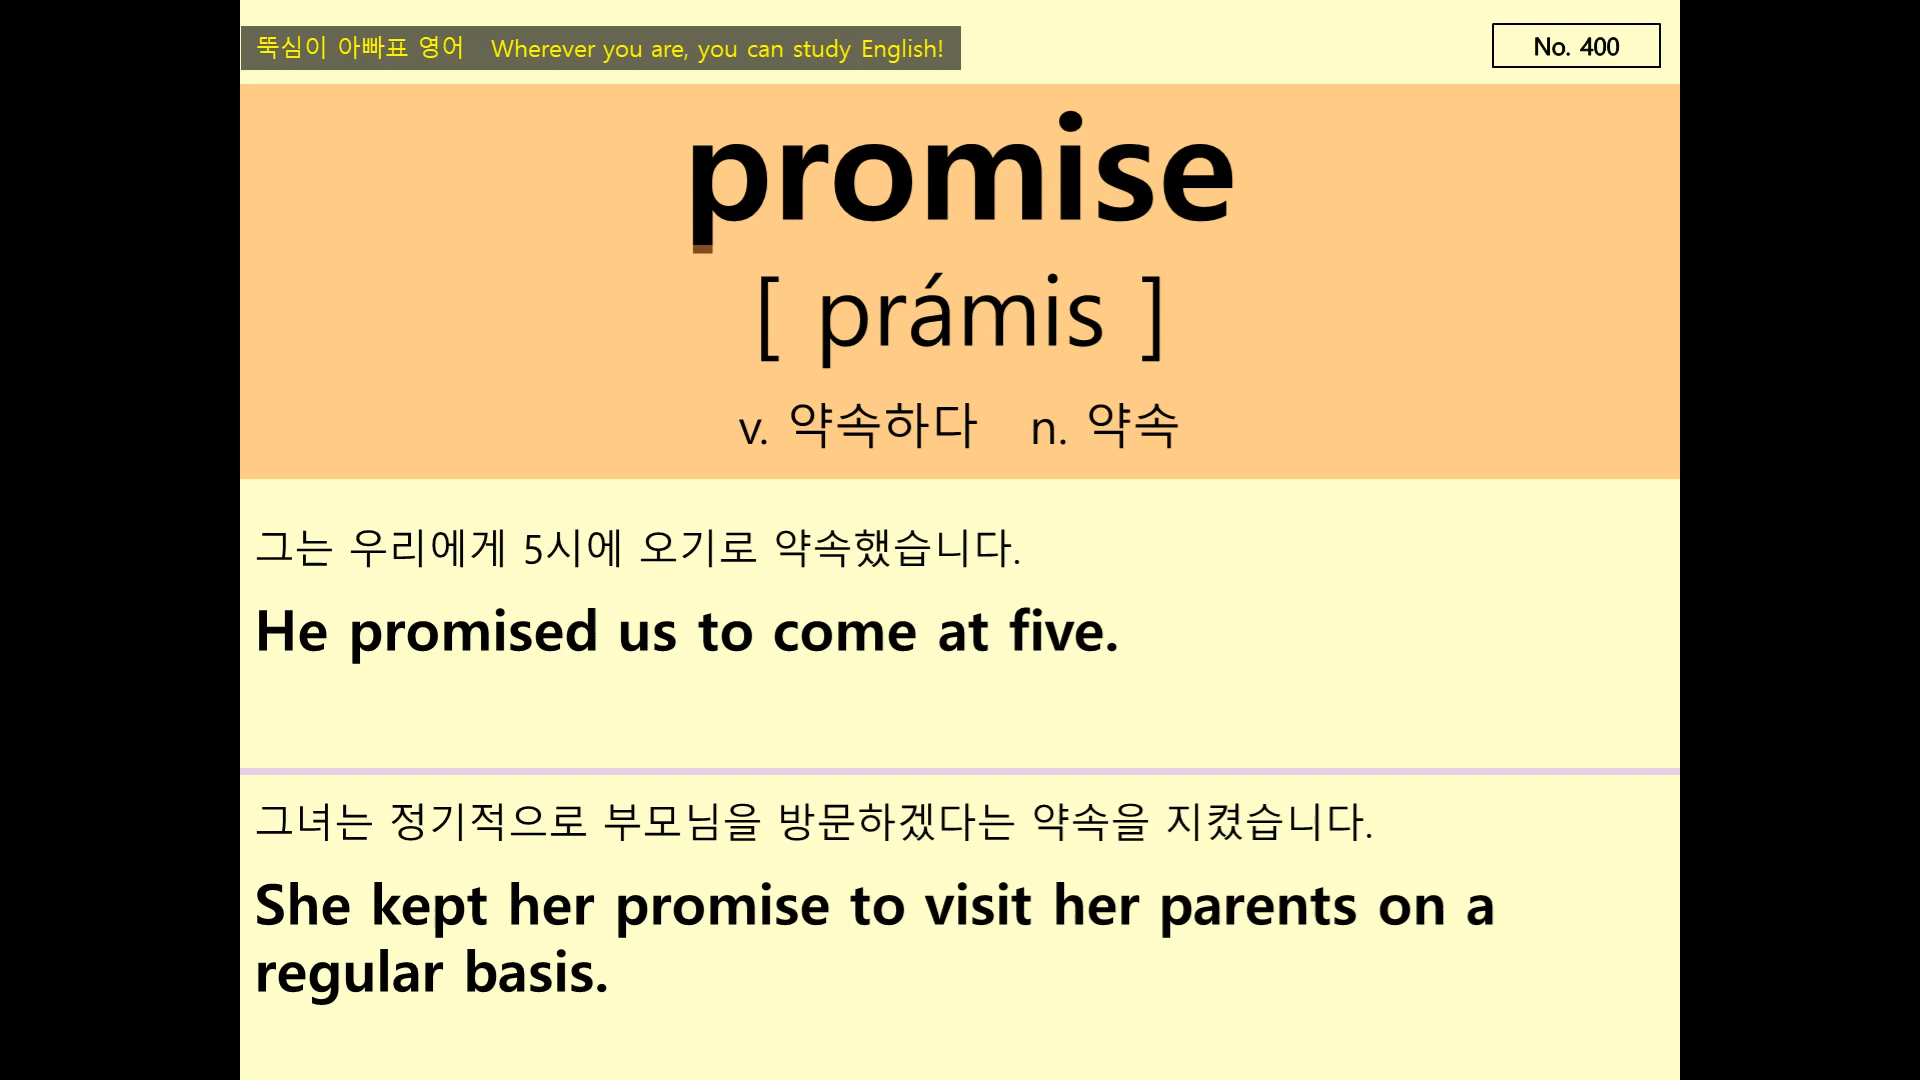 뚝심이 아빠표 영어 Wherever you are, you can study English!
No. 400
promise
[ prámis ]
v. 약속하다 n. 약속
그는 우리에게 5시에 오기로 약속했습니다.
He promised us to come at five.
그녀는 정기적으로 부모님을 방문하겠다는 약속을 지켰습니다.
She kept her promise to visit her parents on a
regular basis.